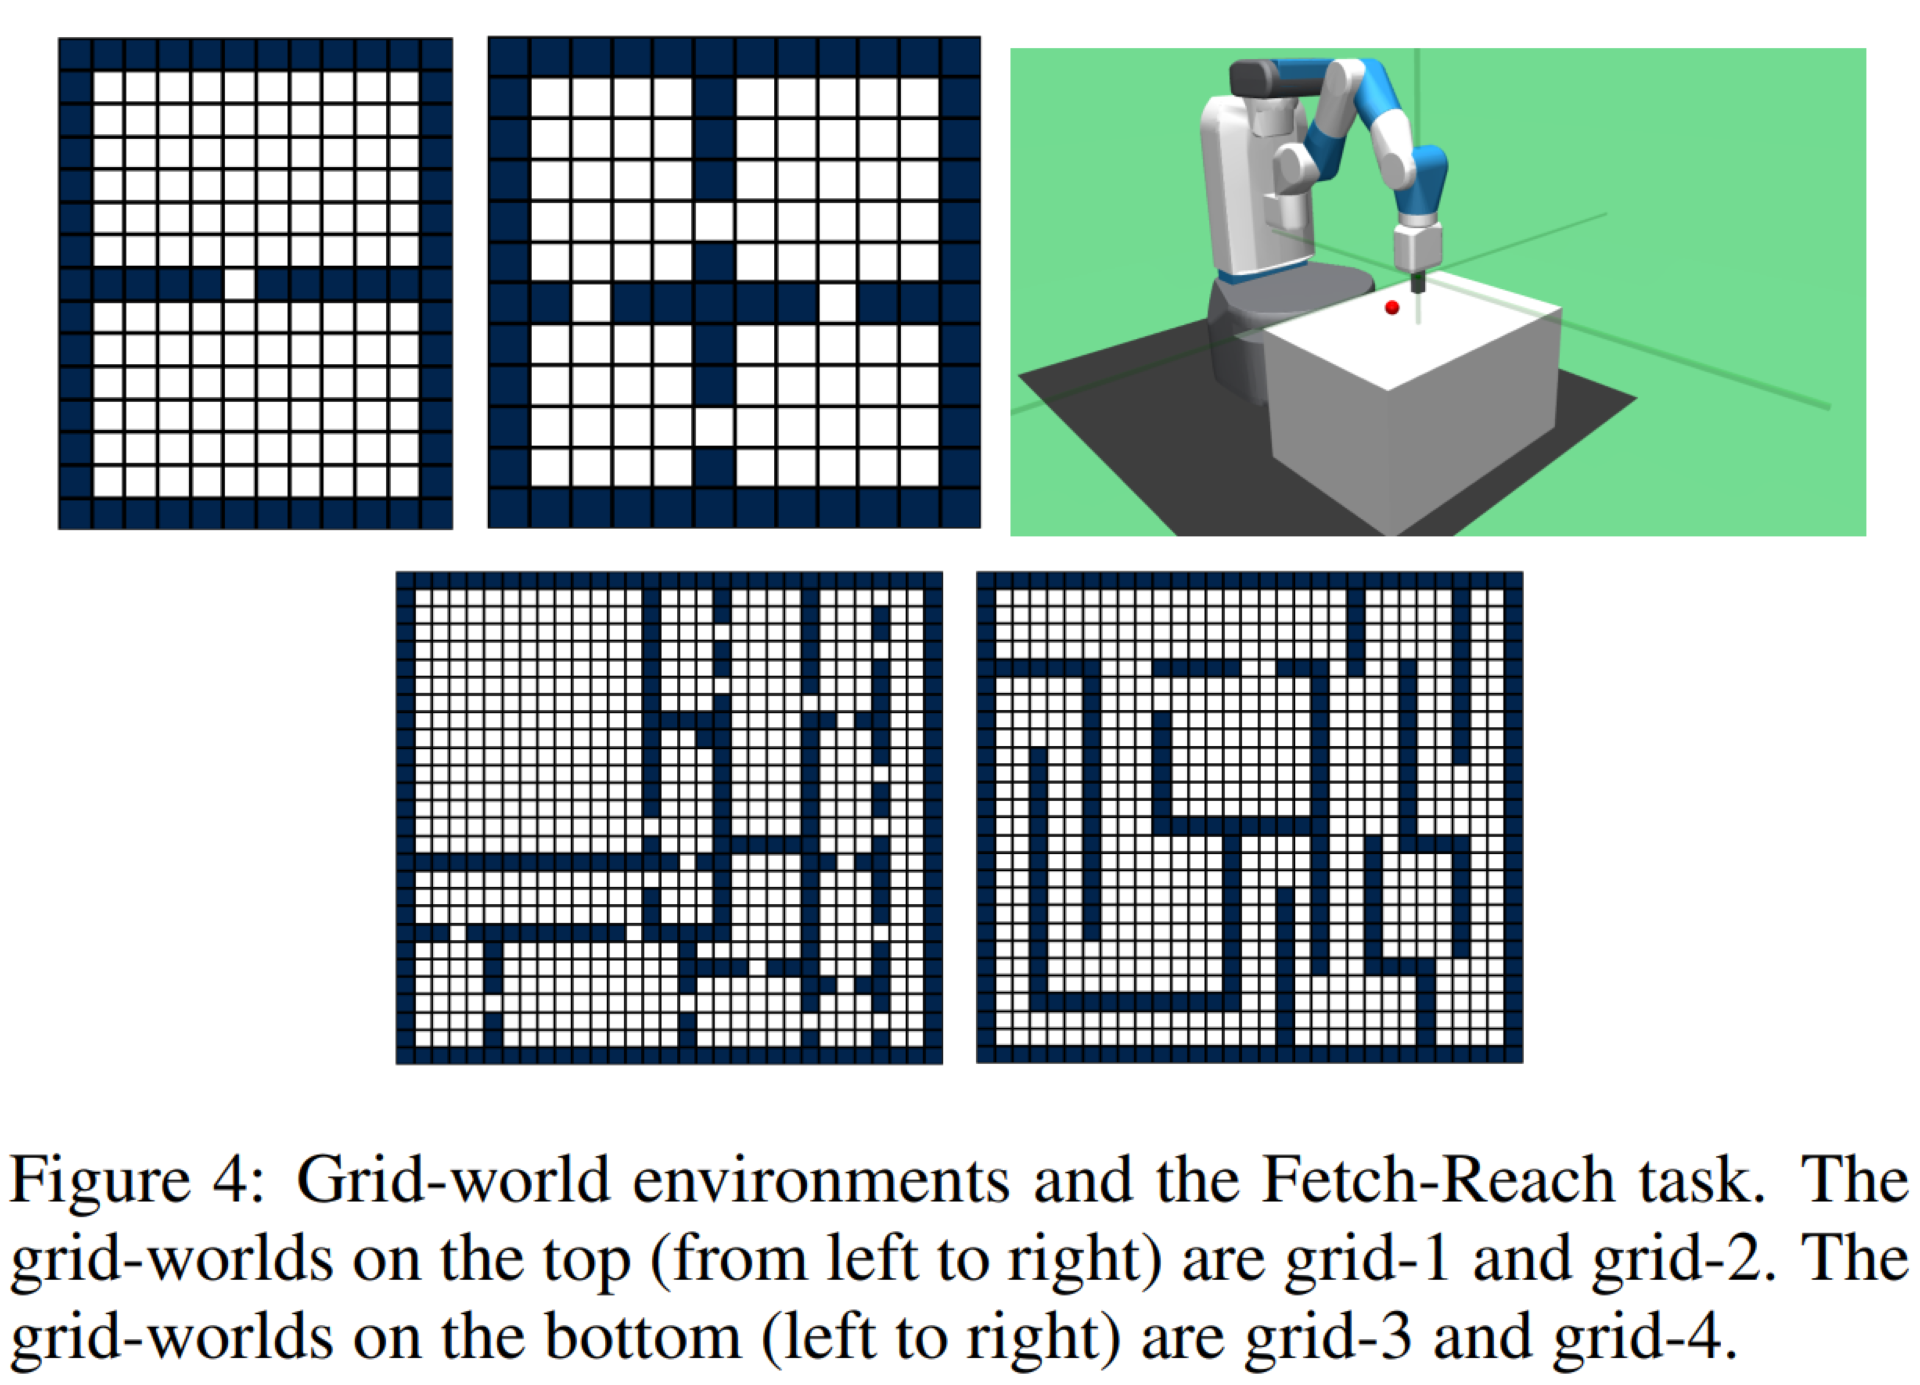 Figure 4: Grid-world environments and the Fetch-Reach task. The
grid-worlds on the top (from left to right) are grid-1 and grid-2. The
grid-worlds on the bottom (left to right) are grid-3 and grid-4.